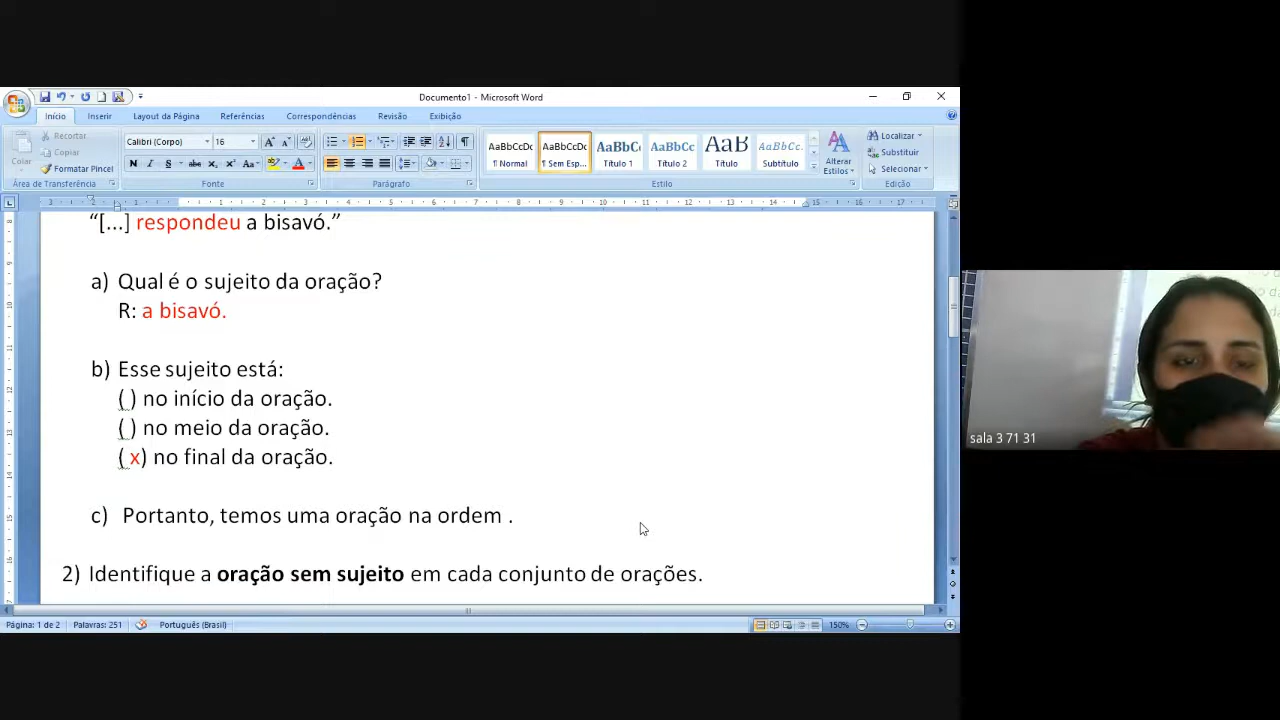 Documento1 - Microsoft Word
Início Inserir Layout da Página Referências Correspondências Revisão Exibição
Colar
Recortar
Copiar
Formatar Pincel
Área de Transferência
Calibri (Corpo) 16
Fonte
Parágrafo
AaBbCcDc AaBbCcDc AaBbC AaBbCc AaB AaBbCc.
¶ Normal ¶ Sem Esp... Título 1 Título 2 Título Subtítulo
Alterar Estilos
Estilo
Localizar
Substituir
Selecionar
Edição
“[...] respondeu a bisavó.”
a) Qual é o sujeito da oração?
R: a bisavó.
b) Esse sujeito está:
( ) no início da oração.
( ) no meio da oração.
( x) no final da oração.
c) Portanto, temos uma oração na ordem .
2) Identifique a oração sem sujeito em cada conjunto de orações.
Página: 1 de 2 Palavras: 251 Português (Brasil) 150%
sala 3 71 31